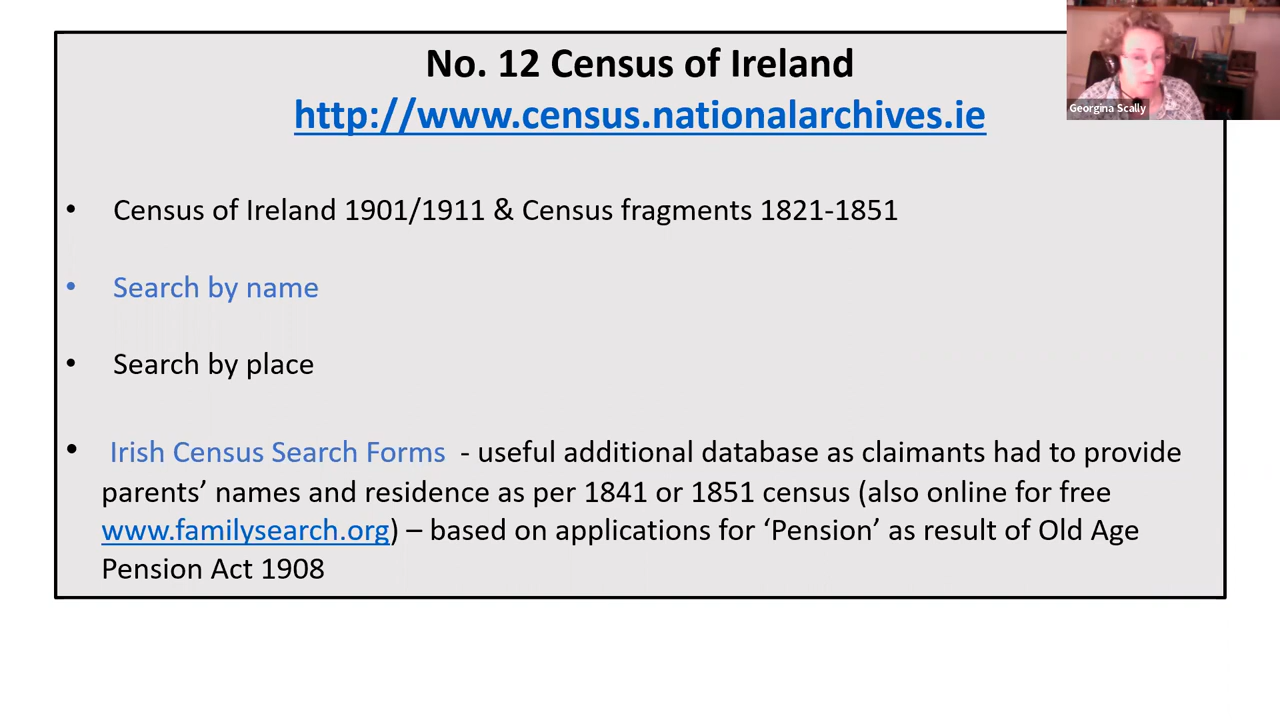 No. 12 Census of Ireland
http://www.census.nationalarchives.ie
Georgina Scally
• Census of Ireland 1901/1911 & Census fragments 1821-1851
• Search by name
• Search by place
• Irish Census Search Forms - useful additional database as claimants had to provide
parents’ names and residence as per 1841 or 1851 census (also online for free
www.familysearch.org) – based on applications for ‘Pension’ as result of Old Age
Pension Act 1908